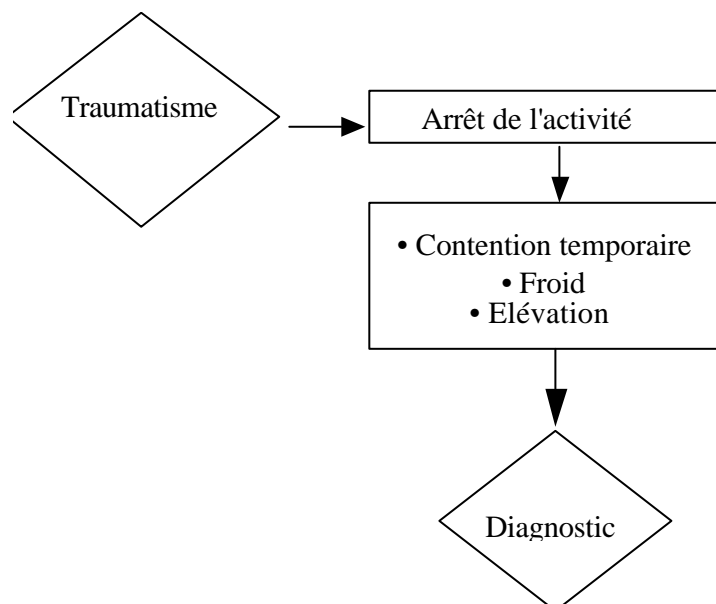 Traumatisme
Arrêt de l'activité
• Contention temporaire
• Froid
• Elévation
Diagnostic